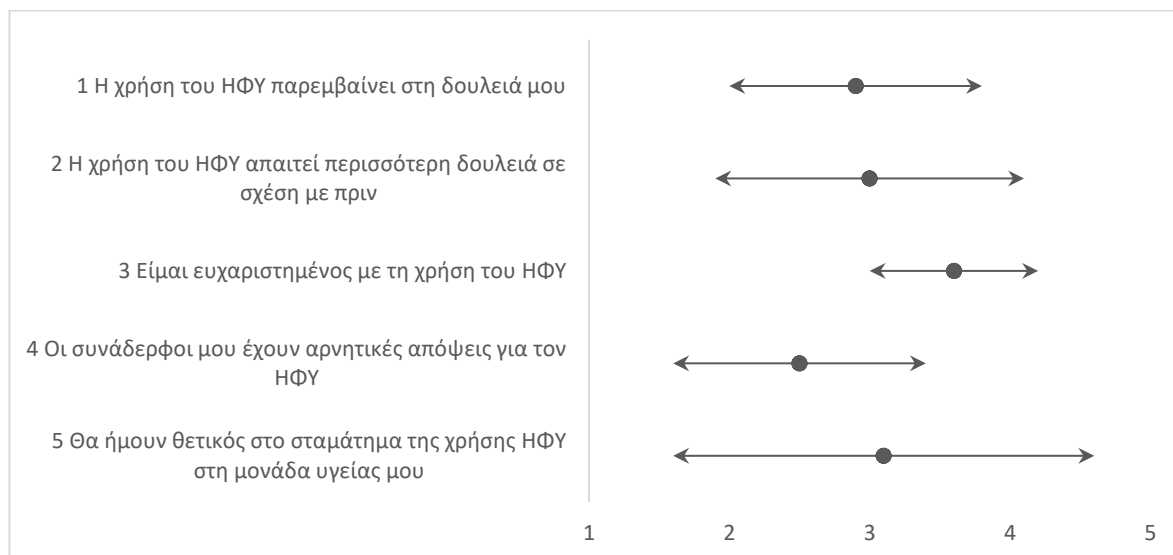 1 Η χρήση του ΗΦΥ παρεμβαίνει στη δουλειά μου
2 Η χρήση του ΗΦΥ απαιτεί περισσότερη δουλειά σε
σχέση με πριν
3 Είμαι ευχαριστημένος με τη χρήση του ΗΦΥ
4 Οι συνάδερφοι μου έχουν αρνητικές απόψεις για τον
ΗΦΥ
5 Θα ήμουν θετικός στο σταμάτημα της χρήσης ΗΦΥ
στη μονάδα υγείας μου
1 2 3 4 5